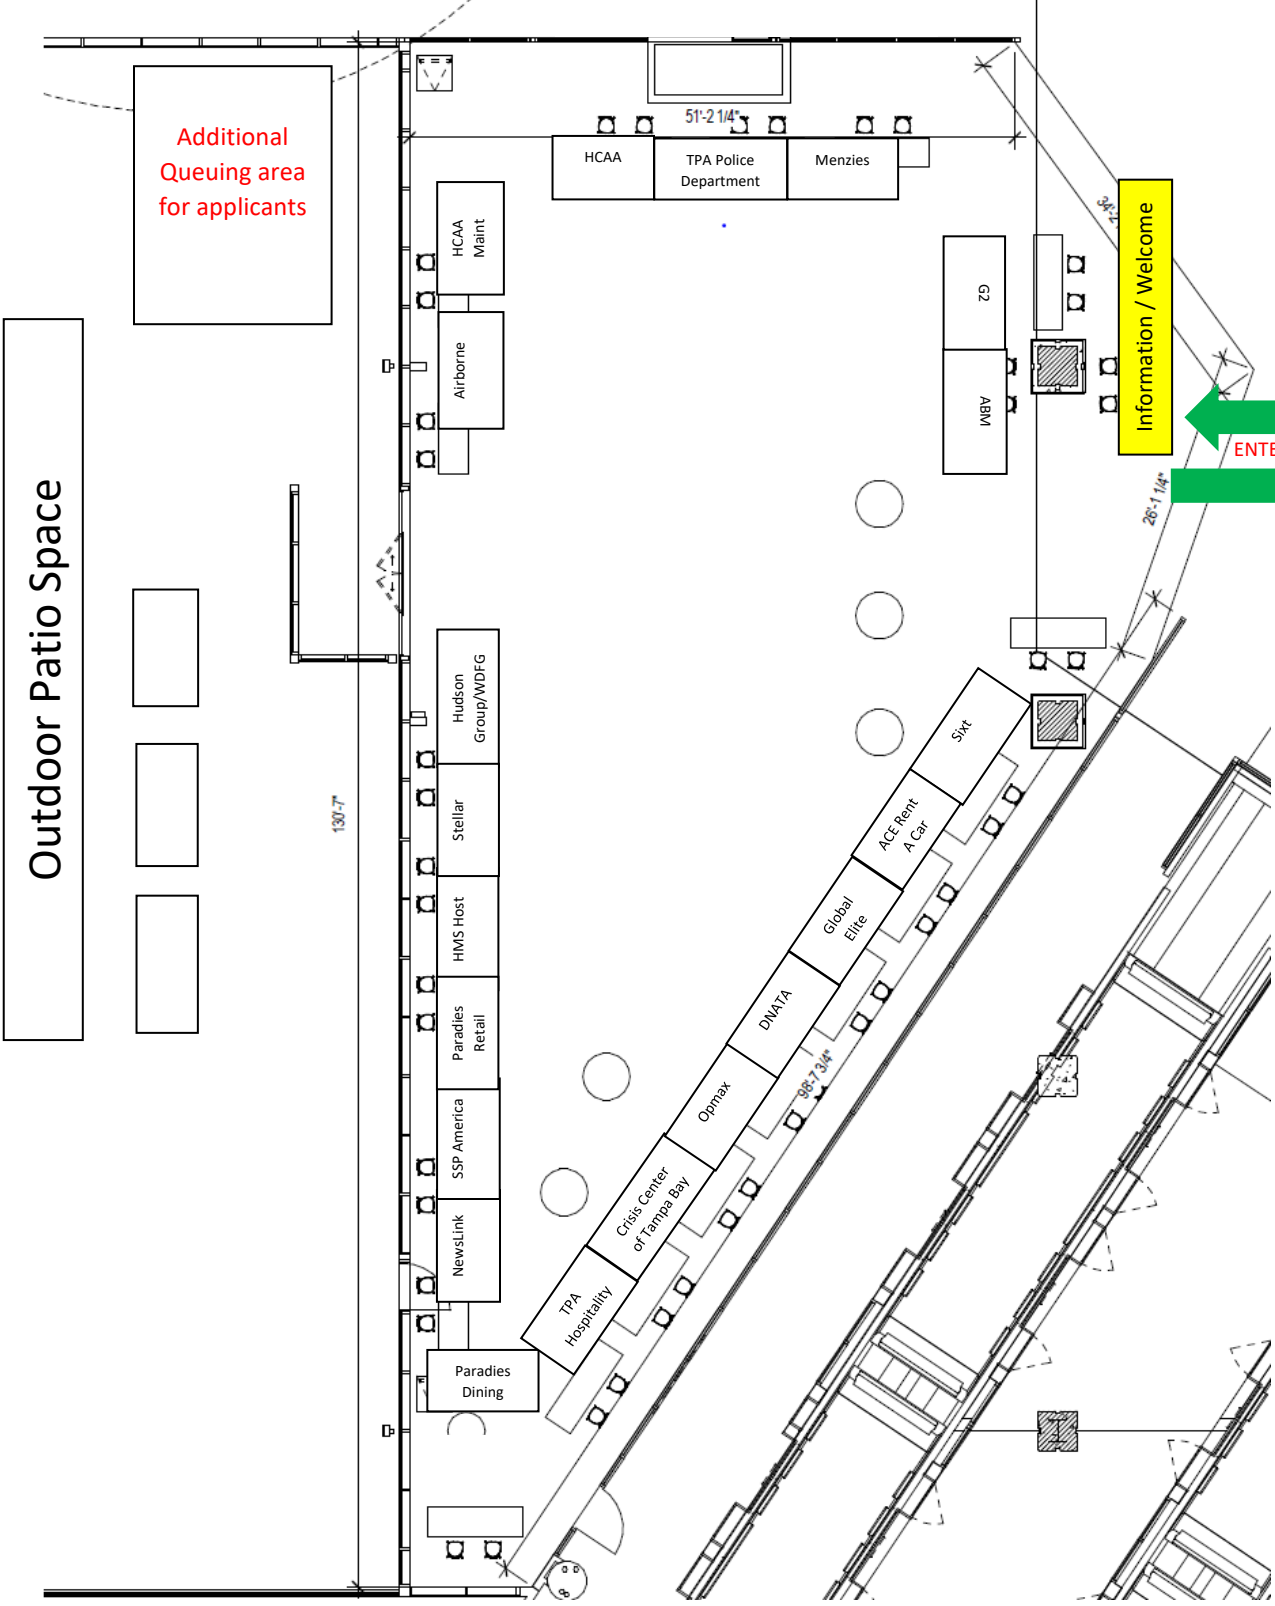 Additional
Queuing area
for applicants
Outdoor Patio Space
51'-2 1/4"
HCAA
TPA Police
Department
Menzies
HCAA
Maint
Airborne
G2
ABM
Information / Welcome
26'-1 1/4"
130'-7"
Hudson
Group/WDFG
Stellar
HMS Host
Paradies
Retail
SSP America
NewsLink
Paradies
Dining
Sixt
ACE Rent
A Car
Global
Elite
DNATA
Opmax
98'-7 3/4"
Crisis Center
of Tampa Bay
TPA
Hospitality